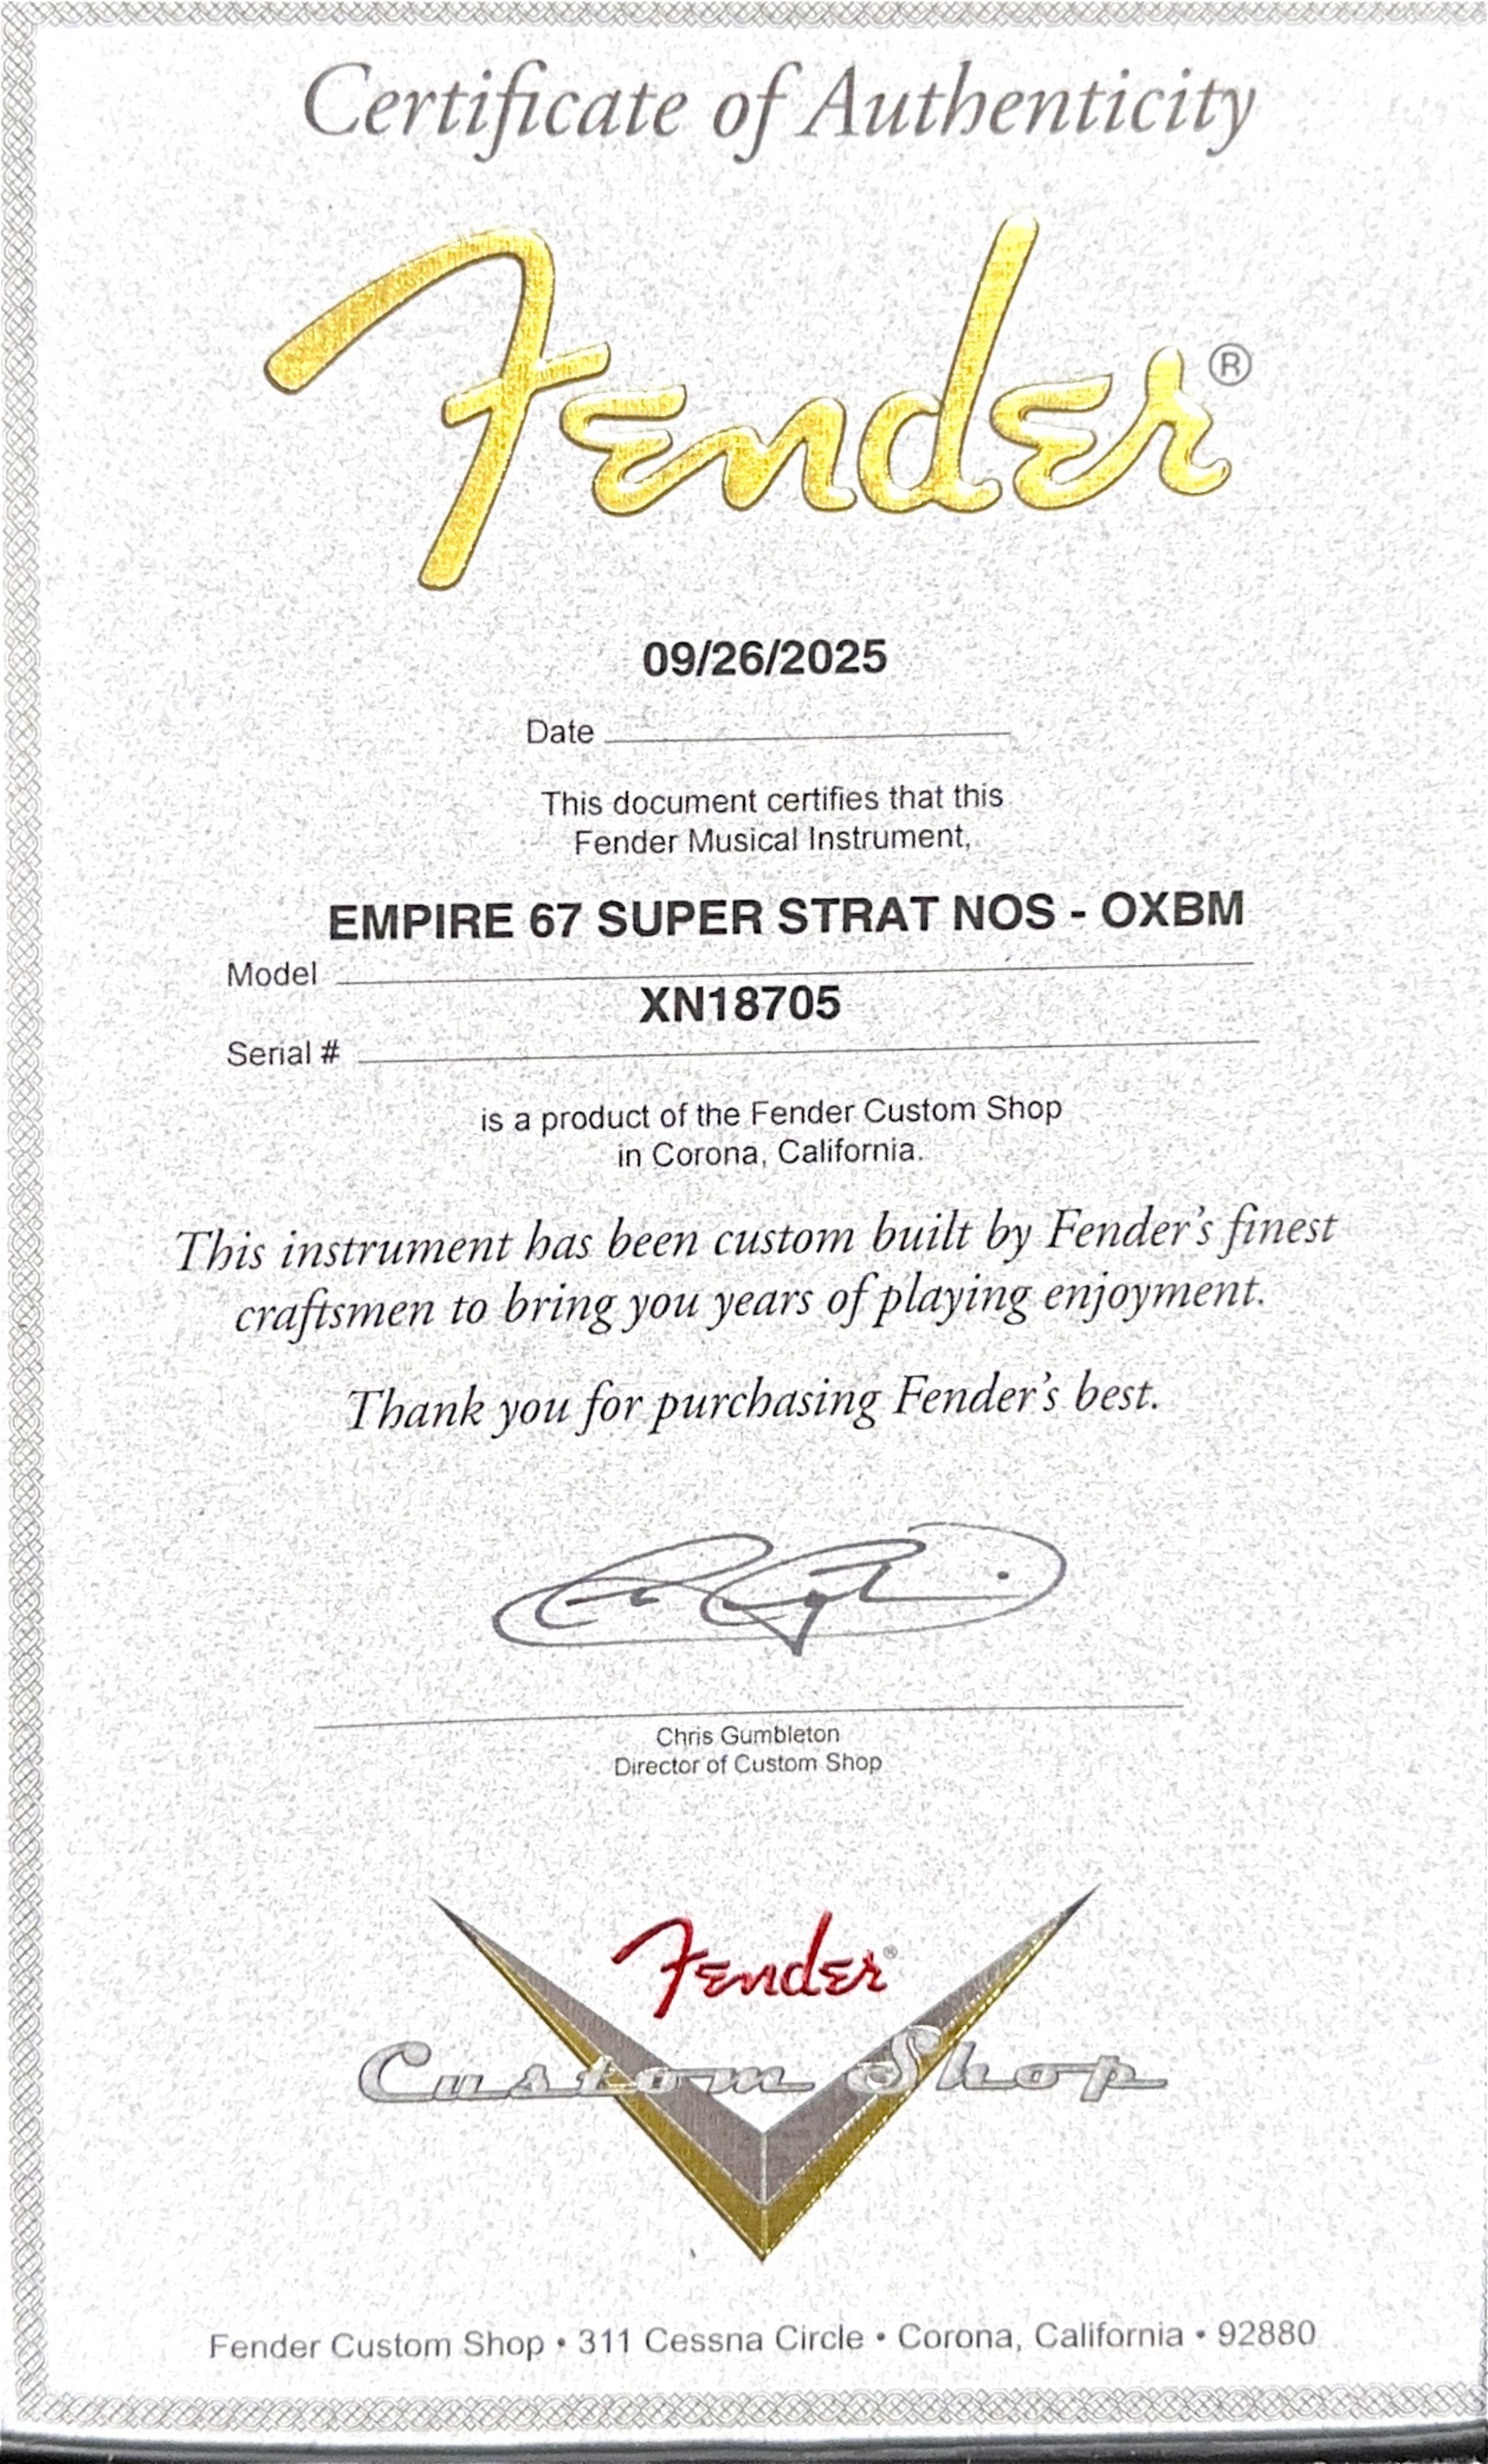 Certificate of Authenticity
Fender®
09/26/2025
Date
This document certifies that this
Fender Musical Instrument,
EMPIRE 67 SUPER STRAT NOS - OXBM
Model
XN18705
Serial #
is a product of the Fender Custom Shop
in Corona, California.
This instrument has been custom built by Fender's finest
craftsmen to bring you years of playing enjoyment.
Thank you for purchasing Fender's best.
Chris Gumbleton
Director of Custom Shop
Fender®
Custom Shop
Fender Custom Shop • 311 Cessna Circle • Corona, California • 92880